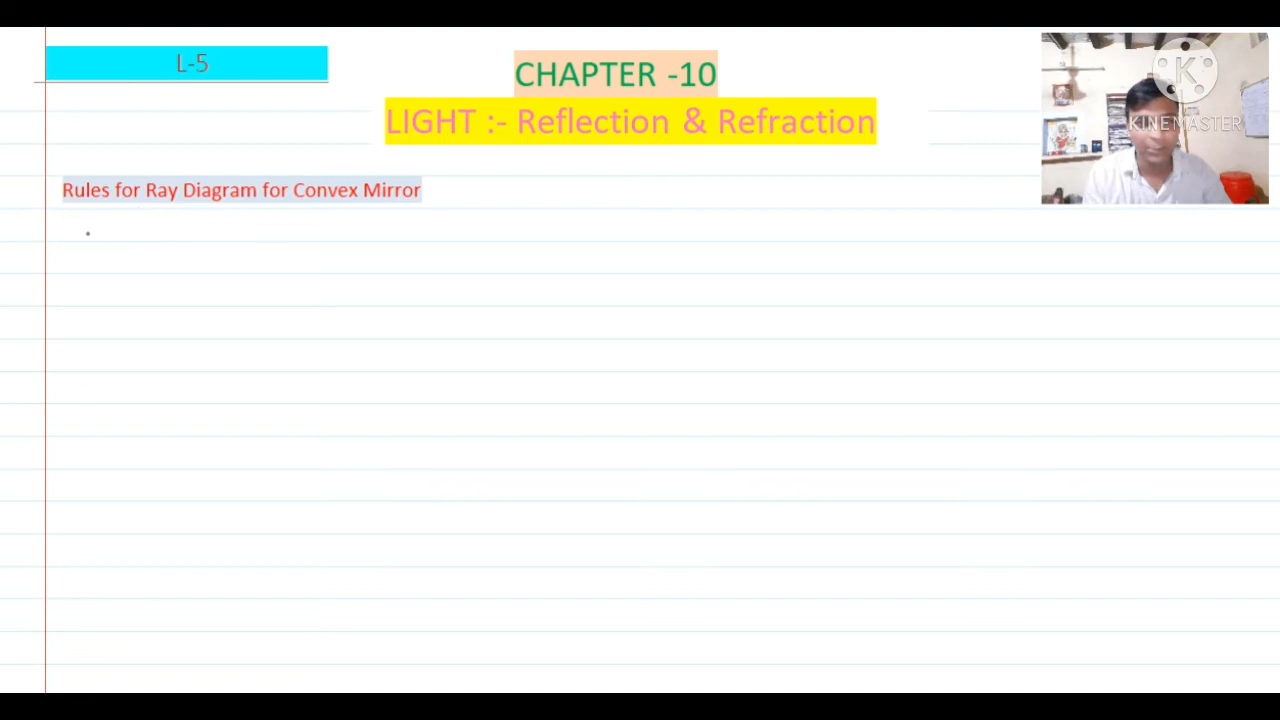 L-5
CHAPTER -10
LIGHT :- Reflection & Refraction
K
KINEMASTER
Rules for Ray Diagram for Convex Mirror